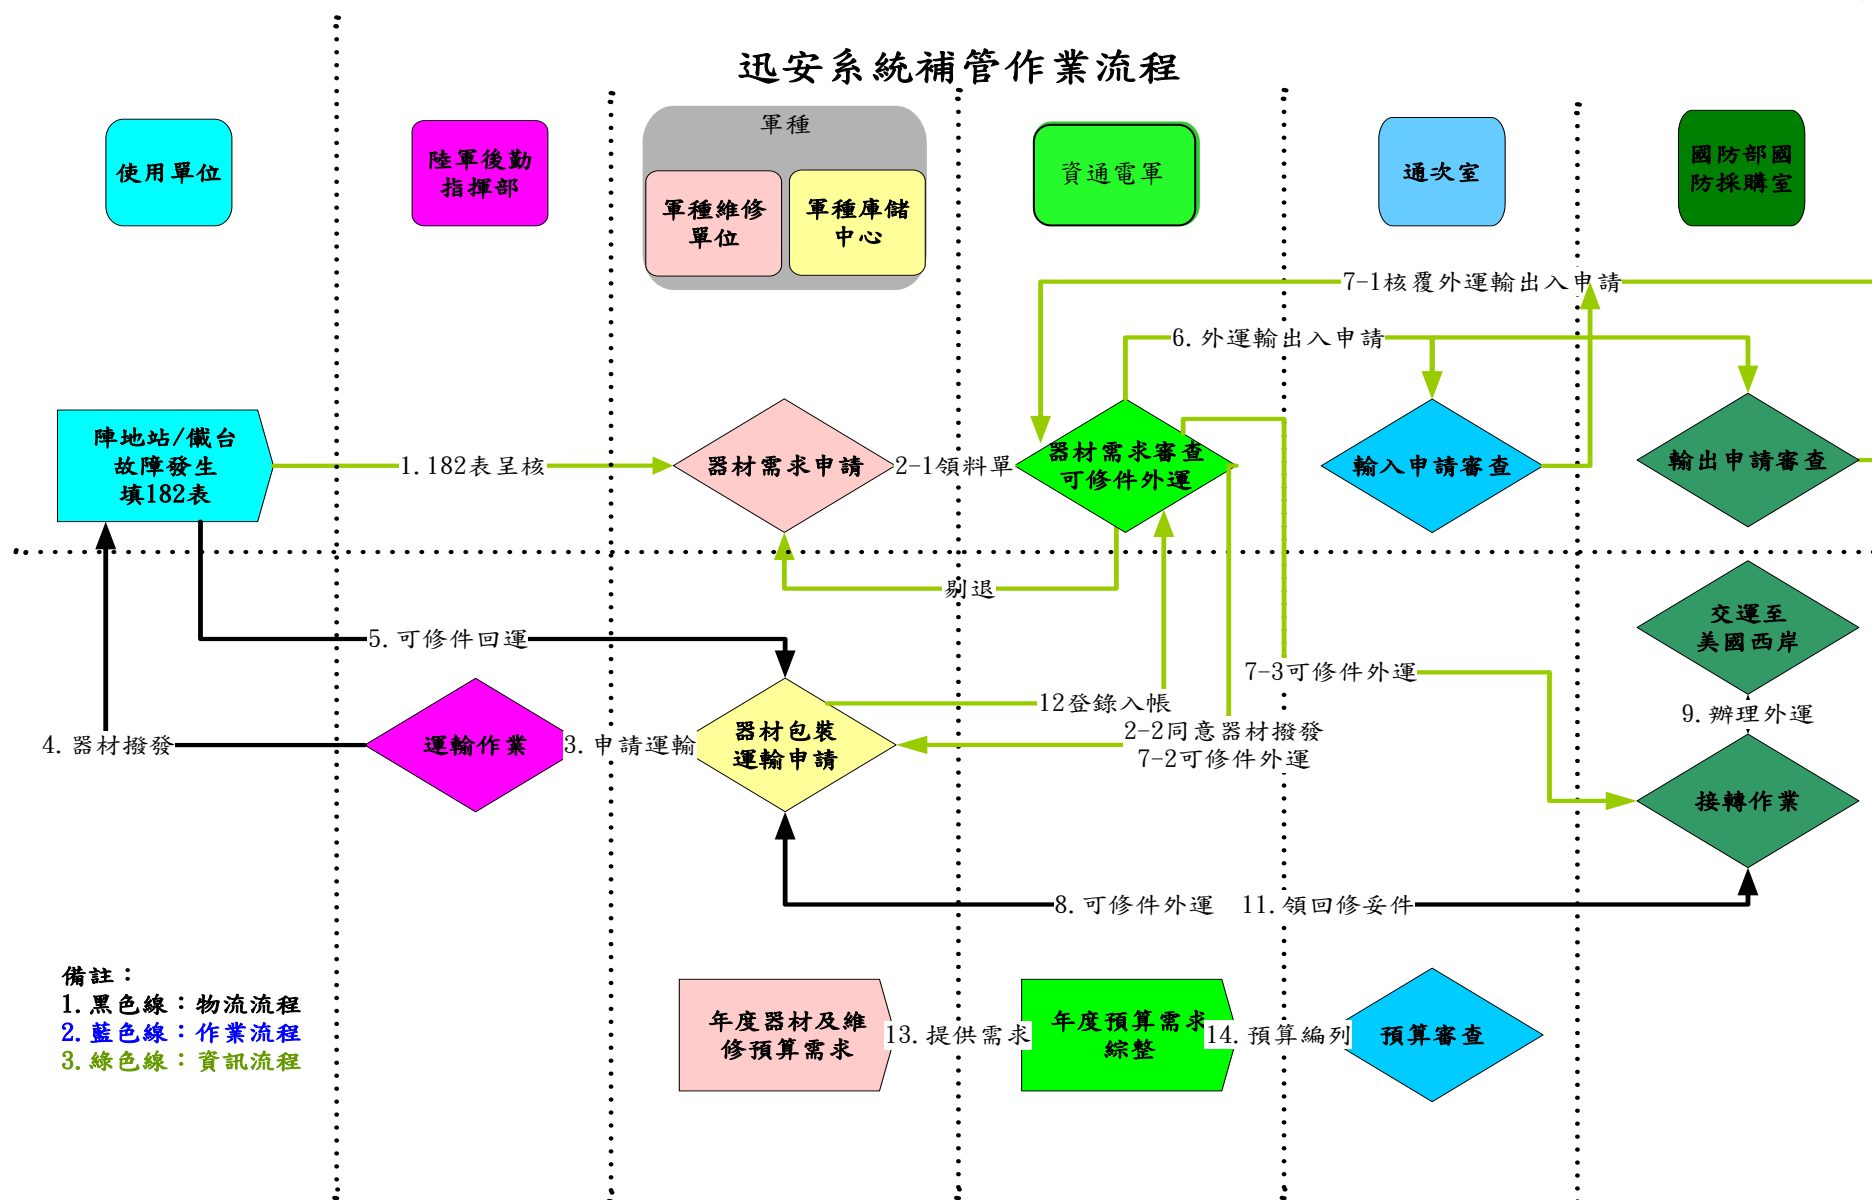 迅安系統補管作業流程
使用單位
陸軍後勤
指揮部
軍種
軍種維修
單位
軍種庫儲
中心
資通電軍
通次室
國防部國
防採購室
7-1核覆外運輸出入申請
6.外運輸出入申請
陣地站/儎台
故障發生
填182表
1.182表呈核
器材需求申請
2-1領料單
器材需求審查
可修件外運
輸入申請審查
輸出申請審查
剔退
5.可修件回運
7-3可修件外運
交運至
美國西岸
12登錄入帳
9.辦理外運
4.器材撥發
運輸作業
3.申請運輸
器材包裝
運輸申請
2-2同意器材撥發
7-2可修件外運
接轉作業
8.可修件外運
11.領回修妥件
備註：
1.黑色線：物流流程
2.藍色線：作業流程
3.綠色線：資訊流程
年度器材及維
修預算需求
13.提供需求
年度預算需求
綜整
14.預算編列
預算審查